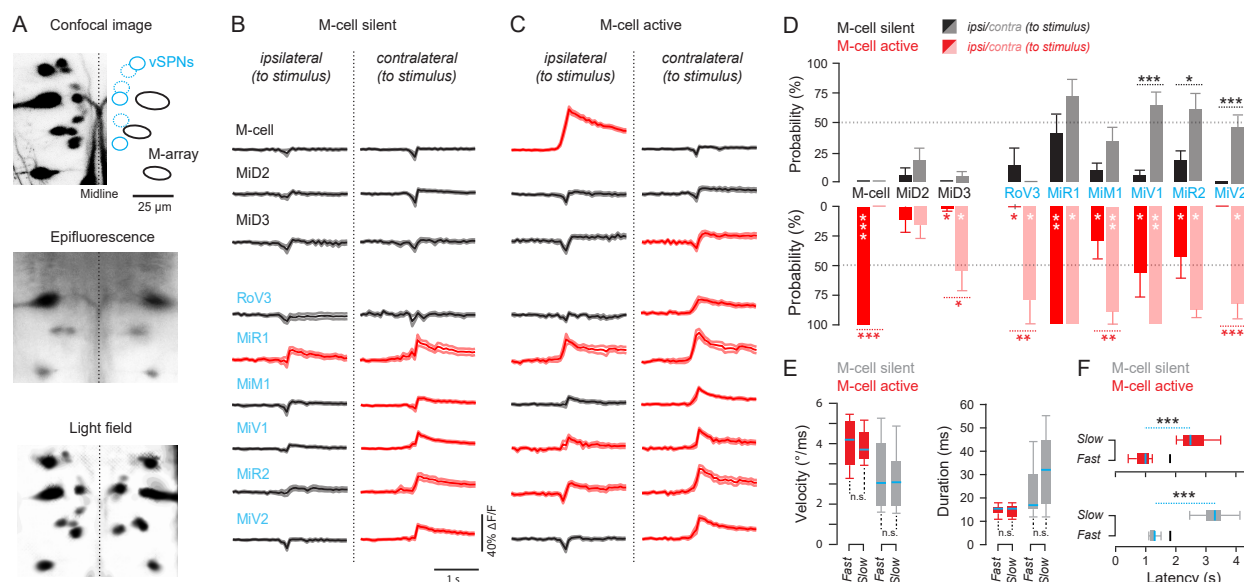 A
Confocal image
vSPNs
M-array
Midline
25 µm
Epifluorescence
Light field
B
M-cell silent
ipsilateral
(to stimulus)
contralateral
(to stimulus)
M-cell
MiD2
MiD3
RoV3
MiR1
MiM1
MiV1
MiR2
MiV2
40% ΔF/F
1 s
C
M-cell active
ipsilateral
(to stimulus)
contralateral
(to stimulus)
D
M-cell silent
M-cell active
ipsi/contra (to stimulus)
ipsi/contra (to stimulus)
Probability (%)
100
75
50
25
0
*** * ***
M-cell MiD2 MiD3 RoV3 MiR1 MiM1 MiV1 MiR2 MiV2
Probability (%)
0
25
50
75
100
*** * * * * ** * * ** * ** * * *
*** * ** ** ***
E
M-cell silent
M-cell active
Velocity (°/ms)
6
4
2
0
n.s.
n.s.
Fast
Slow
Fast
Slow
Duration (ms)
60
50
40
30
20
10
0
n.s.
n.s.
Fast
Slow
Fast
Slow
F
M-cell silent
M-cell active
***
Slow
Fast
***
Slow
Fast
0 1 2 3 4
Latency (s)